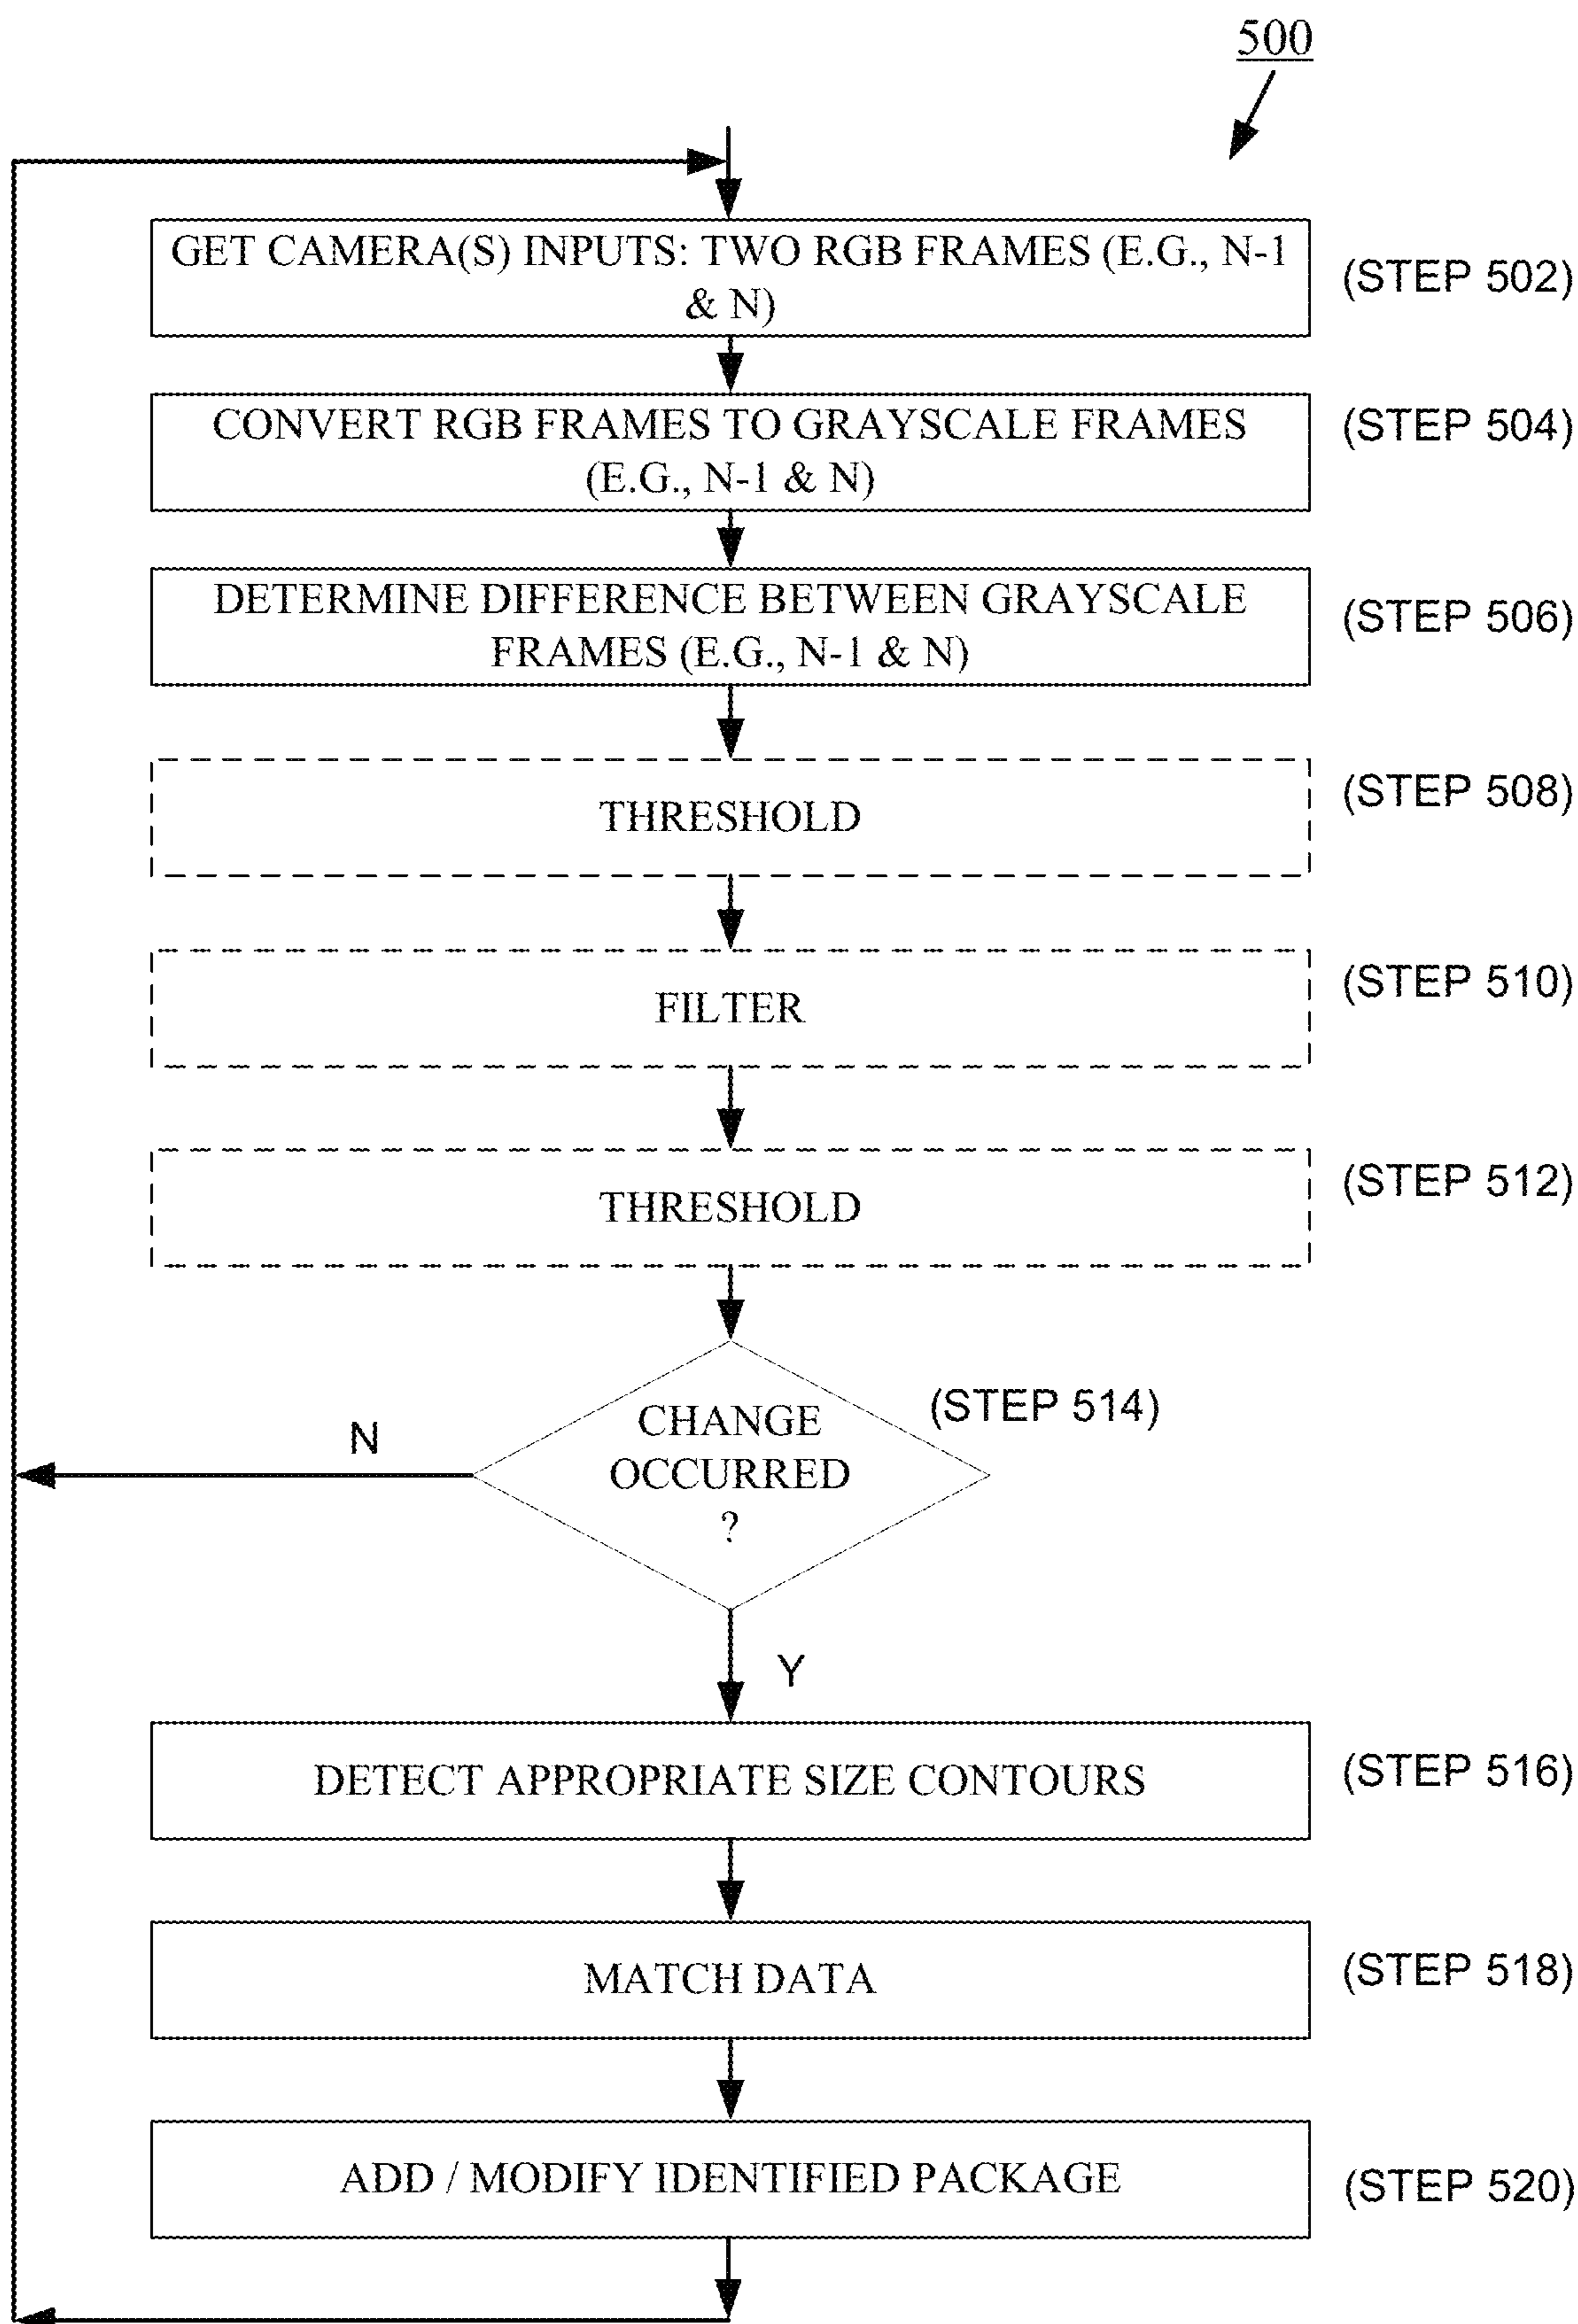 500
GET CAMERA(S) INPUTS: TWO RGB FRAMES (E.G., N-1
& N)
(STEP 502)
CONVERT RGB FRAMES TO GRAYSCALE FRAMES
(E.G., N-1 & N)
(STEP 504)
DETERMINE DIFFERENCE BETWEEN GRAYSCALE
FRAMES (E.G., N-1 & N)
(STEP 506)
THRESHOLD
(STEP 508)
FILTER
(STEP 510)
THRESHOLD
(STEP 512)
CHANGE
OCCURRED
?
(STEP 514)
N
Y
DETECT APPROPRIATE SIZE CONTOURS
(STEP 516)
MATCH DATA
(STEP 518)
ADD / MODIFY IDENTIFIED PACKAGE
(STEP 520)